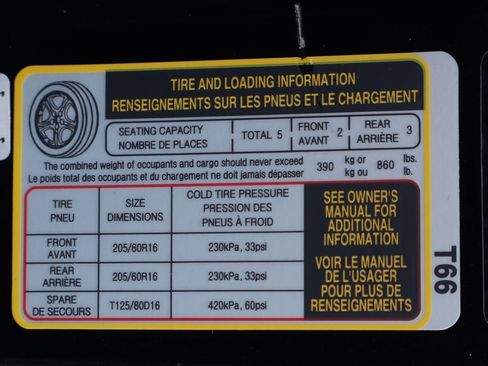 TIRE AND LOADING INFORMATION
RENSEIGNEMENTS SUR LES PNEUS ET LE CHARGEMENT
SEATING CAPACITY
NOMBRE DE PLACES
TOTAL 5
FRONT
AVANT 2
REAR
ARRIÈRE 3
The combined weight of occupants and cargo should never exceed 390 kg or 860 lbs.
Le poids total des occupants et du chargement ne doit jamais dépasser kg ou lb.
TIRE
PNEU
SIZE
DIMENSIONS
COLD TIRE PRESSURE
PRESSION DES
PNEUS À FROID
FRONT
AVANT
205/60R16
230kPa, 33psi
REAR
ARRIÈRE
205/60R16
230kPa, 33psi
SPARE
DE SECOURS
T125/80D16
420kPa, 60psi
SEE OWNER'S
MANUAL FOR
ADDITIONAL
INFORMATION
VOIR LE MANUEL
DE L'USAGER
POUR PLUS DE
RENSEIGNEMENTS
T66